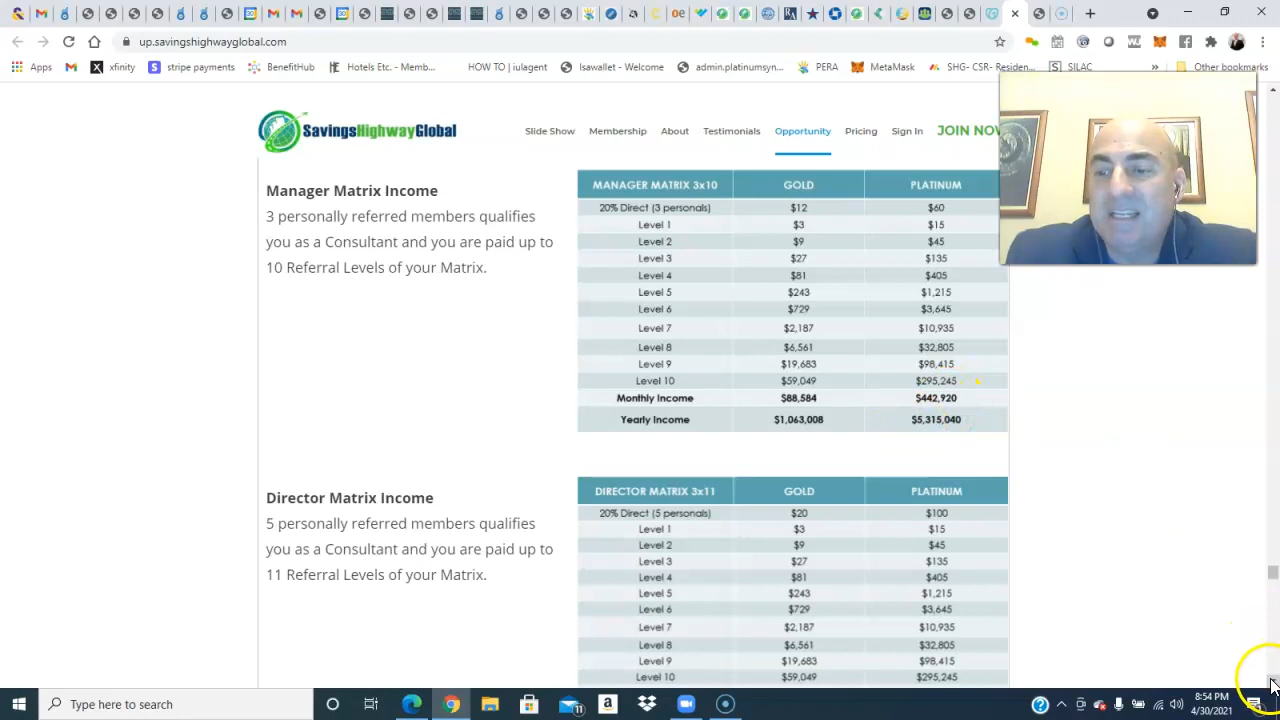 up.savingshighwayglobal.com
Apps
xfinity
stripe payments
BenefitHub
Hotels Etc. - Memb...
HOW TO | iulagent
Isawallet - Welcome
admin.platinumsyn...
PERA
MetaMask
SHG- CSR- Residen...
SILAC
»
Other bookmarks
SavingsHighwayGlobal
Slide Show Membership About Testimonials Opportunity Pricing Sign In JOIN NO
Manager Matrix Income
3 personally referred members qualifies
you as a Consultant and you are paid up to
10 Referral Levels of your Matrix.
MANAGER MATRIX 3x10 GOLD PLATINUM
20% Direct (3 personals) $12 $60
Level 1 $3 $15
Level 2 $9 $45
Level 3 $27 $135
Level 4 $81 $405
Level 5 $243 $1,215
Level 6 $729 $3,645
Level 7 $2,187 $10,935
Level 8 $6,561 $32,805
Level 9 $19,683 $98,415
Level 10 $59,049 $295,245
Monthly Income $88,584 $442,920
Yearly Income $1,063,008 $5,315,040
Director Matrix Income
5 personally referred members qualifies
you as a Consultant and you are paid up to
11 Referral Levels of your Matrix.
DIRECTOR MATRIX 3x11 GOLD PLATINUM
20% Direct (5 personals) $20 $100
Level 1 $3 $15
Level 2 $9 $45
Level 3 $27 $135
Level 4 $81 $405
Level 5 $243 $1,215
Level 6 $729 $3,645
Level 7 $2,187 $10,935
Level 8 $6,561 $32,805
Level 9 $19,683 $98,415
Level 10 $59,049 $295,245
Type here to search
11
8:54 PM
4/30/2021